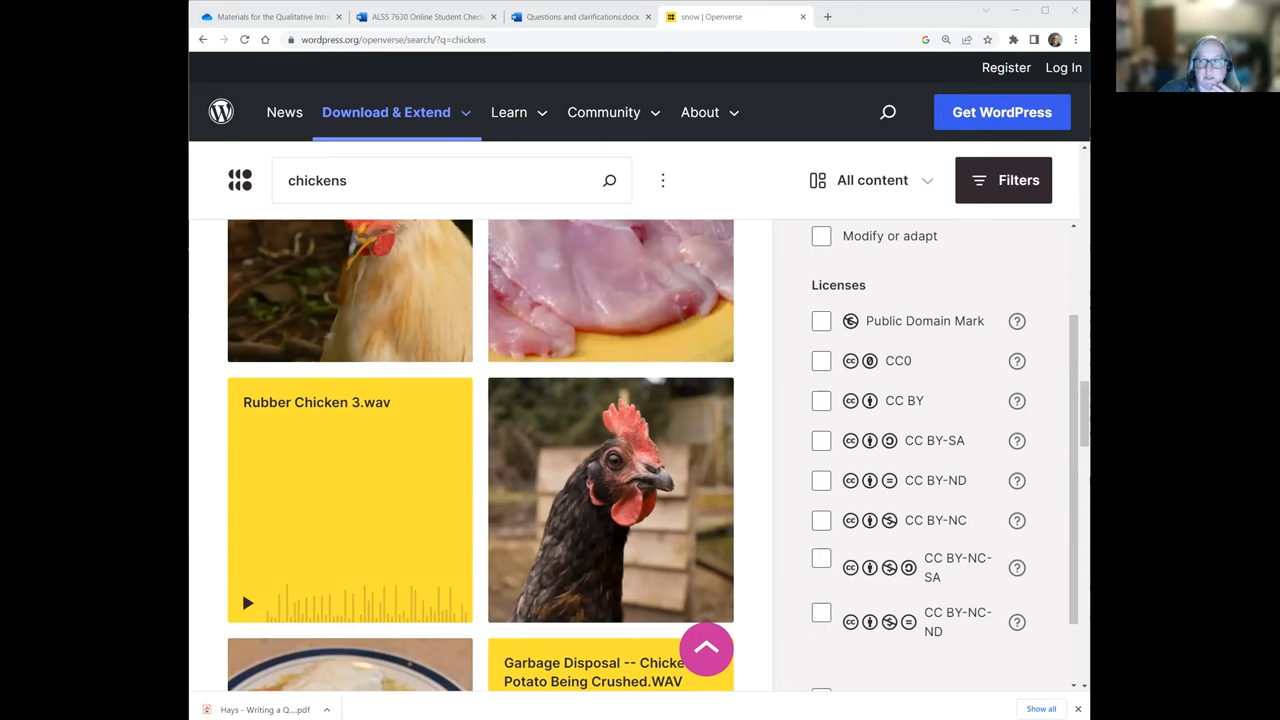 Materials for the Qualitative Intr
ALSS 7630 Online Student Check
Questions and clarifications.docx
snow | Openverse
wordpress.org/openverse/search/?q=chickens
Register
Log In
News
Download & Extend
Learn
Community
About
Get WordPress
chickens
All content
Filters
Modify or adapt
Licenses
Public Domain Mark
CC0
CC BY
CC BY-SA
CC BY-ND
CC BY-NC
CC BY-NC-
SA
CC BY-NC-
ND
Rubber Chicken 3.wav
Garbage Disposal -- Chicke
Potato Being Crushed.WAV
Hays - Writing a Q....pdf
Show all